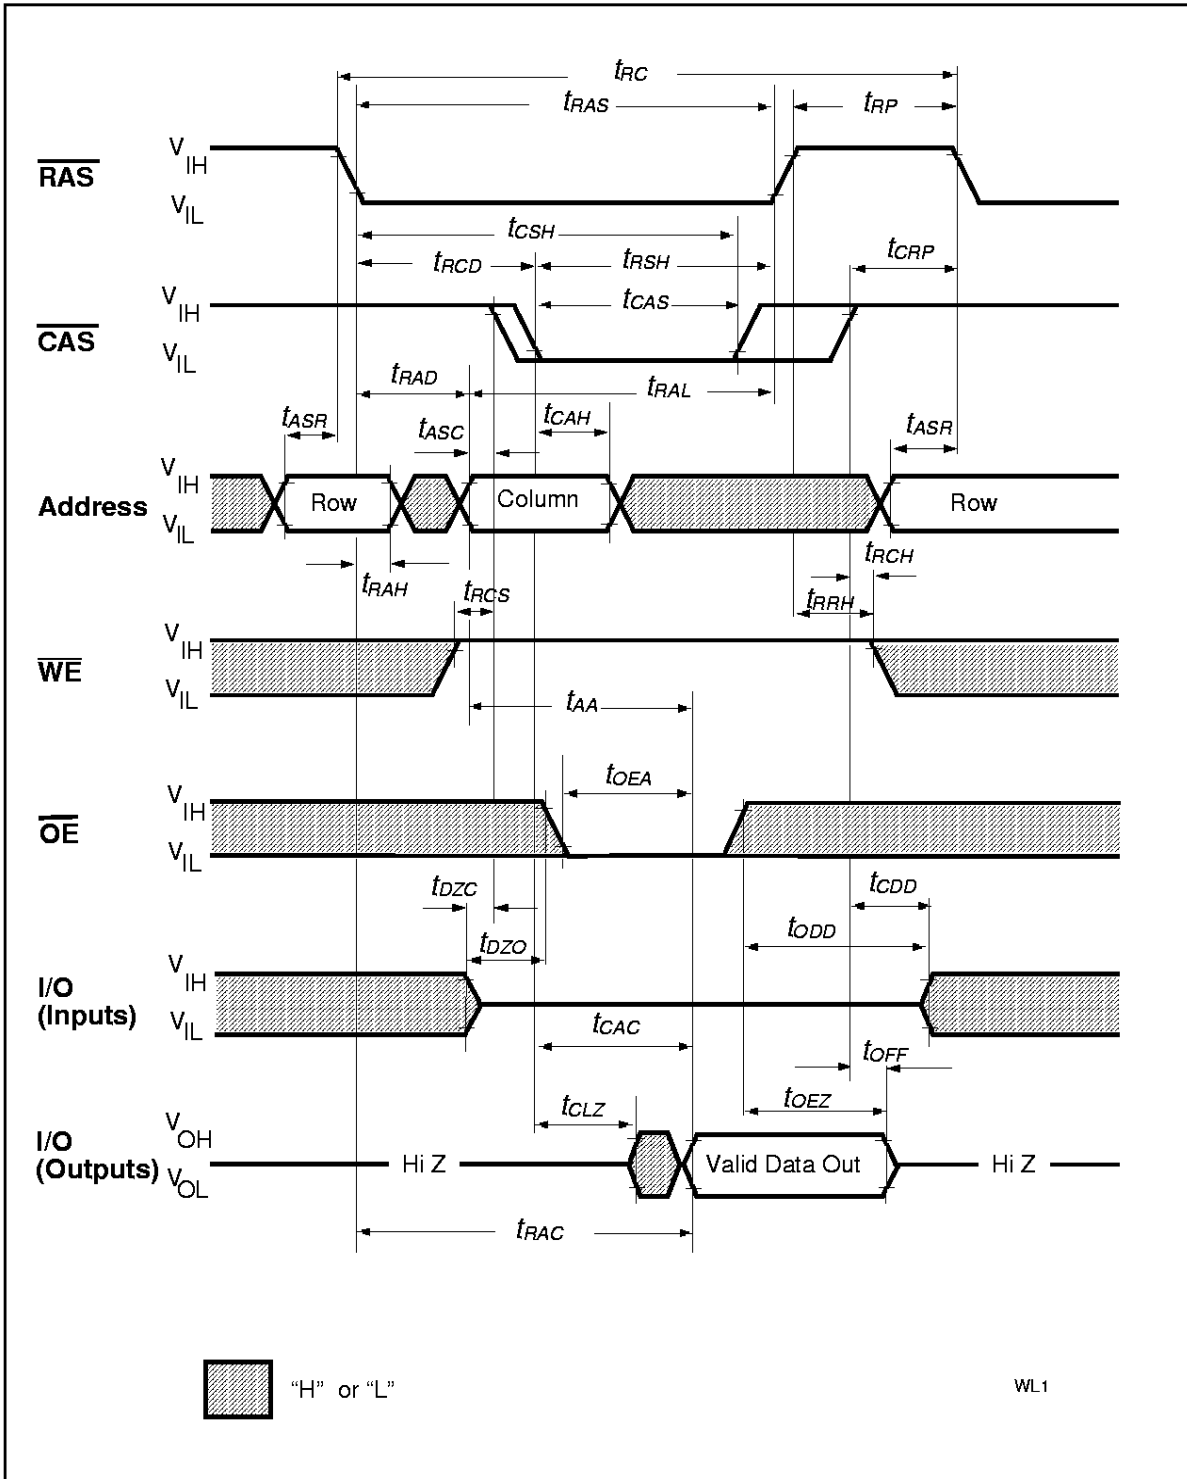 tRC
tRAS
tRP
RAS
VIH
VIL
tCSH
tRCD
tRSH
tCRP
tCAS
CAS
VIH
VIL
tRAD
tRAL
tASR
tASC
tCAH
tASR
Address
VIH
VIL
Row
Column
Row
tRAH
tRCS
tRCH
tRRH
WE
VIH
VIL
tAA
tOEA
OE
VIH
VIL
tDZC
tCDD
tDZO
tODD
I/O
(Inputs)
VIH
VIL
tCAC
tOFF
tCLZ
tOEZ
I/O
(Outputs)
VOH
VOL
Hi Z
Valid Data Out
Hi Z
tRAC
“H” or “L”
WL1